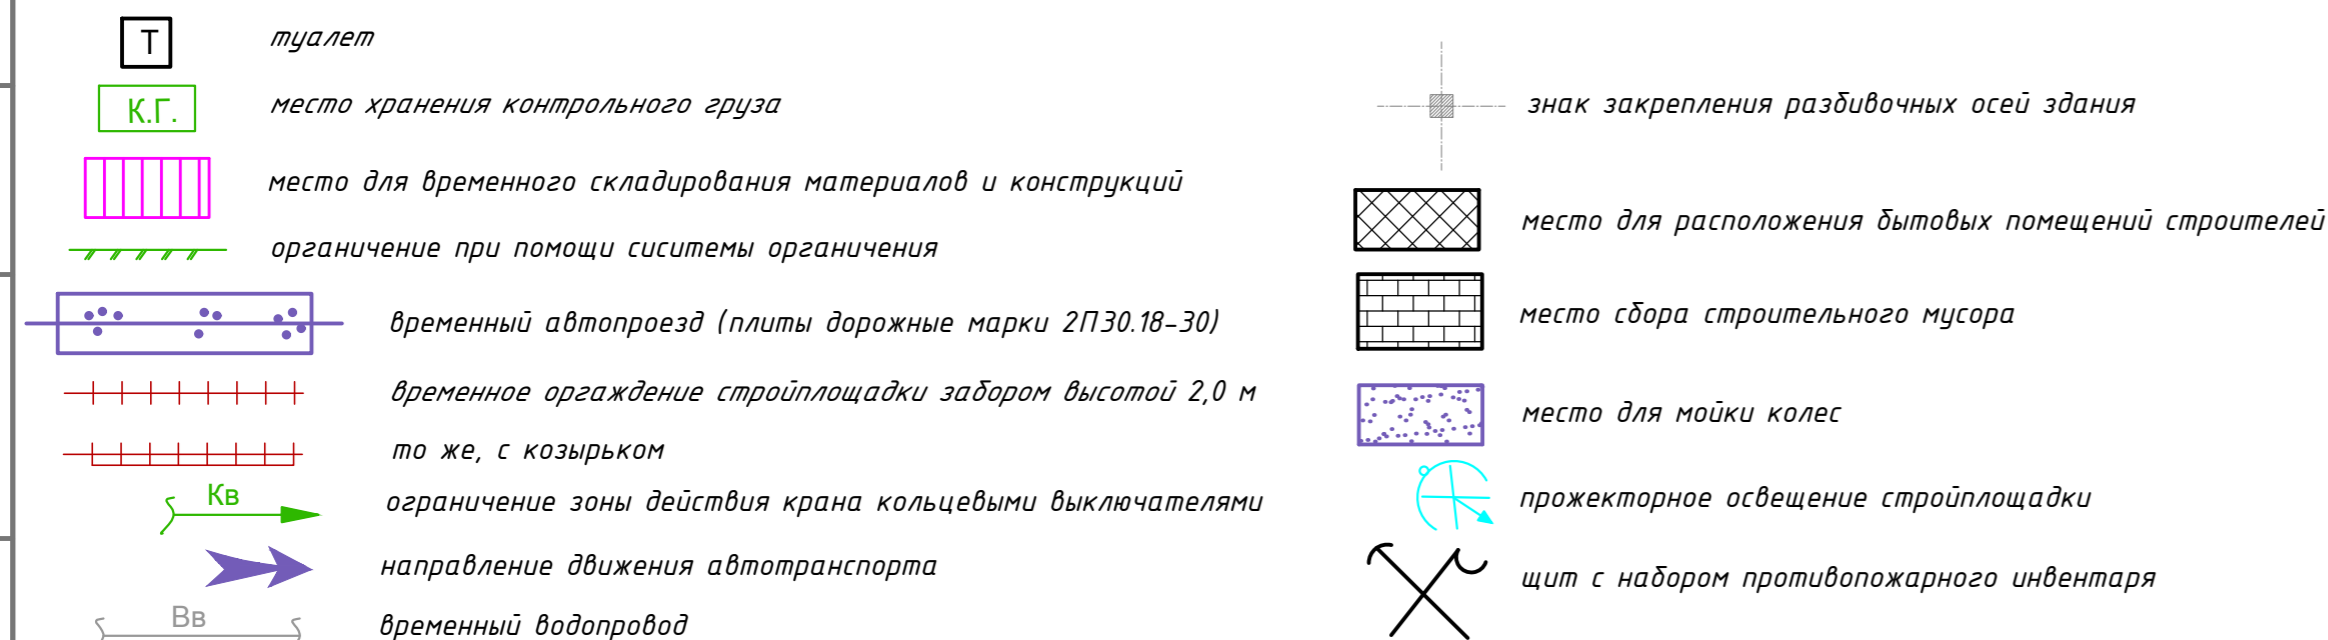 Т туалет
К.Г. место хранения контрольного груза
место для временного складирования материалов и конструкций
органичение при помощи сиситемы органичения
временный автопроезд (плиты дорожные марки 2П30.18-30)
временное оргаждение стройплощадки забором высотой 2,0 м
то же, с козырьком
Кв ограничение зоны действия крана кольцевыми выключателями
направление движения автотранспорта
Вв временный водопровод
знак закрепления разбивочных осей здания
место для расположения бытовых помещений строителей
место сбора строительного мусора
место для мойки колес
прожекторное освещение стройплощадки
щит с набором противопожарного инвентаря